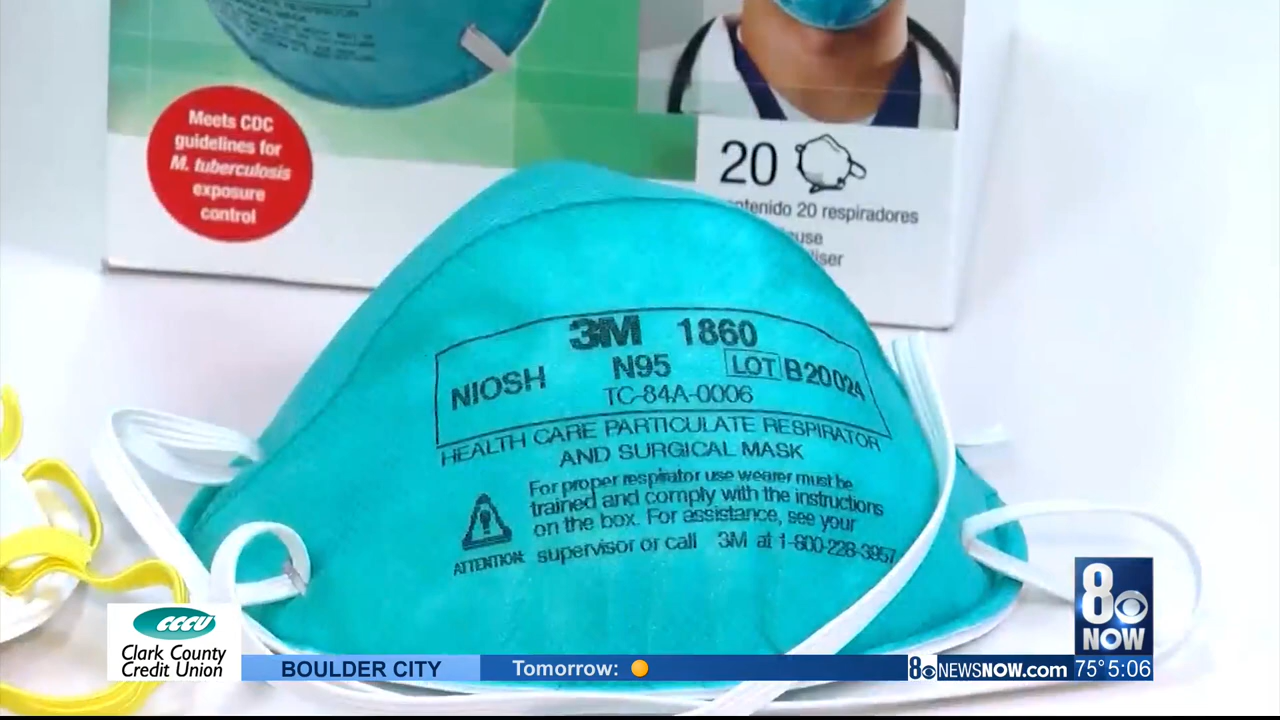 Meets CDC
guidelines for
M. tuberculosis
exposure
control
20
ntenido 20 respiradores
3M 1860
NIOSH N95 LOT B20024
TC-84A-0006
HEALTH CARE PARTICULATE RESPIRATOR
AND SURGICAL MASK
For proper respirator use wearer must be
trained and comply with the instructions
on the box. For assistance, see your
ATTENTION: supervisor or call 3M at 1-800-228-3957
CCCU
Clark County
Credit Union
BOULDER CITY
Tomorrow:
8NEWSNOW.com
75° 5:06
8
NOW